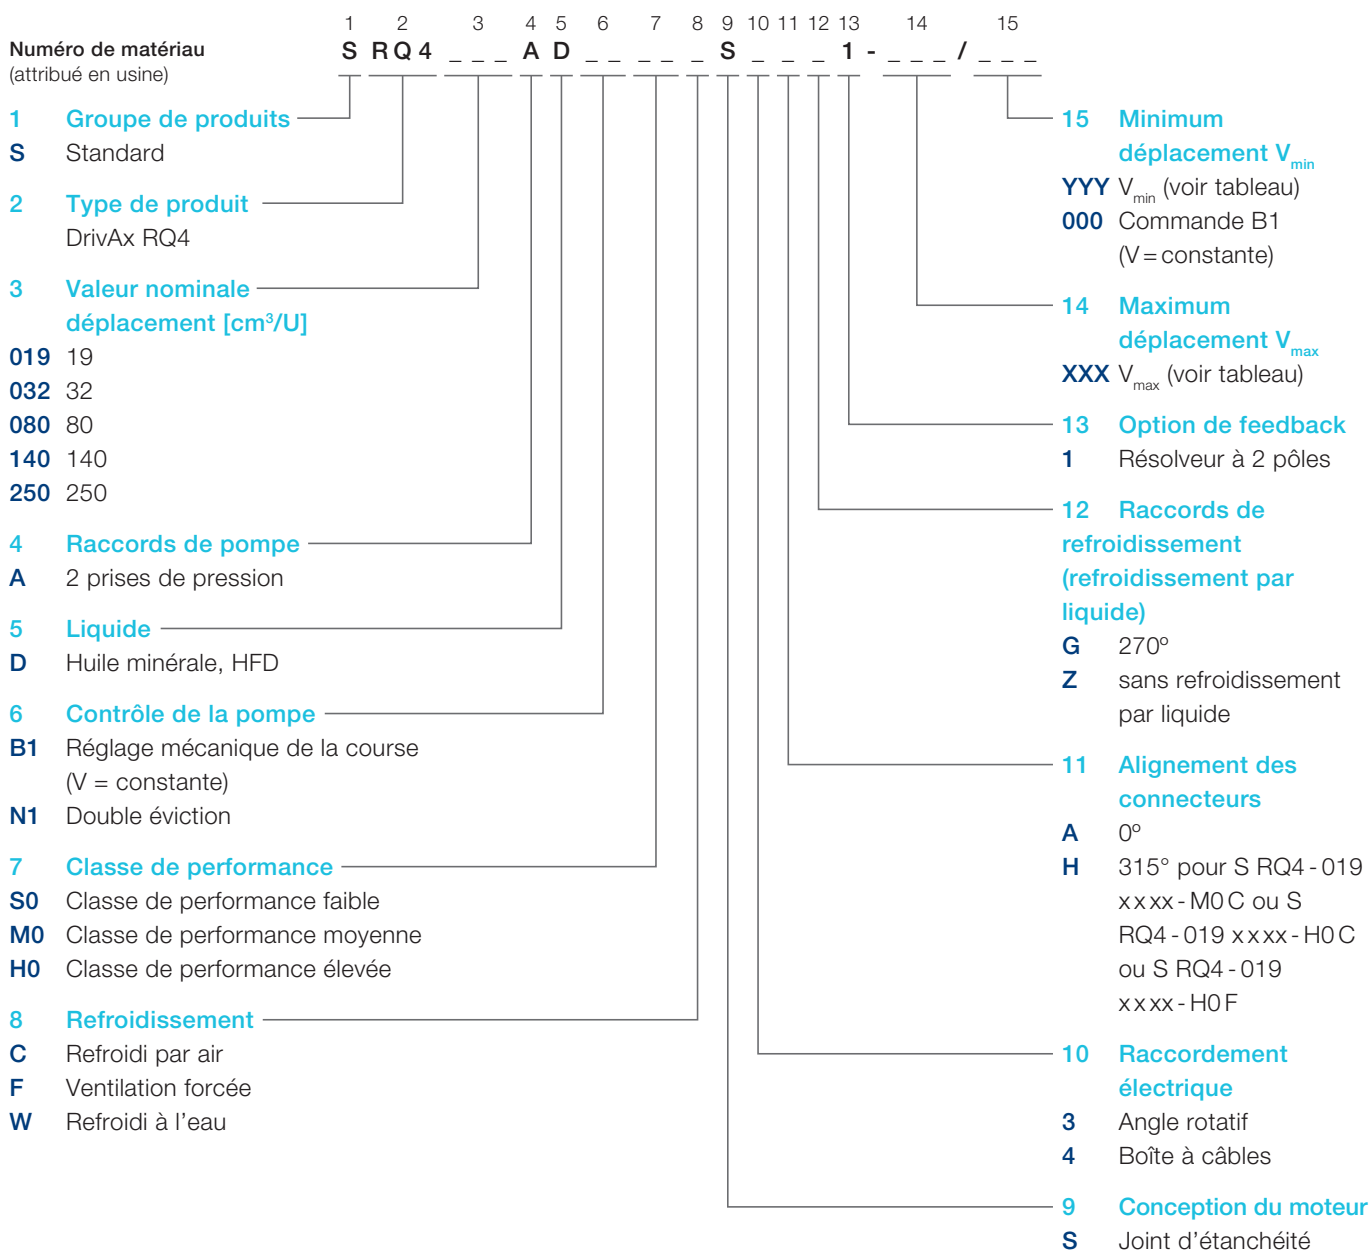 1 2 3 4 5 6 7 8 9 10 11 12 13 14 15
Numéro de matériau S RQ4 _ _ _ A D _ _ _ _ _ S _ _ _ 1 - _ _ _ / _ _ _
(attribué en usine)
1 Groupe de produits
S Standard
2 Type de produit
DrivAx RQ4
3 Valeur nominale
déplacement [cm³/U]
019 19
032 32
080 80
140 140
250 250
4 Raccords de pompe
A 2 prises de pression
5 Liquide
D Huile minérale, HFD
6 Contrôle de la pompe
B1 Réglage mécanique de la course
(V = constante)
N1 Double éviction
7 Classe de performance
S0 Classe de performance faible
M0 Classe de performance moyenne
H0 Classe de performance élevée
8 Refroidissement
C Refroidi par air
F Ventilation forcée
W Refroidi à l'eau
15 Minimum
déplacement Vmin
YYY Vmin (voir tableau)
000 Commande B1
(V = constante)
14 Maximum
déplacement Vmax
XXX Vmax (voir tableau)
13 Option de feedback
1 Résolveur à 2 pôles
12 Raccords de
refroidissement
(refroidissement par
liquide)
G 270º
Z sans refroidissement
par liquide
11 Alignement des
connecteurs
A 0º
H 315° pour S RQ4 - 019
xxxx - M0C ou S
RQ4 - 019 xxxx - H0C
ou S RQ4 - 019
xxxx - H0F
10 Raccordement
électrique
3 Angle rotatif
4 Boîte à câbles
9 Conception du moteur
S Joint d'étanchéité